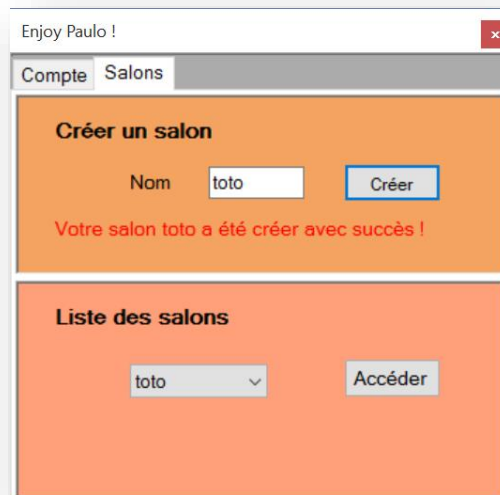 Enjoy Paulo !
Compte Salons
Créer un salon
Nom toto Créer
Votre salon toto a été créer avec succès !
Liste des salons
toto Accéder